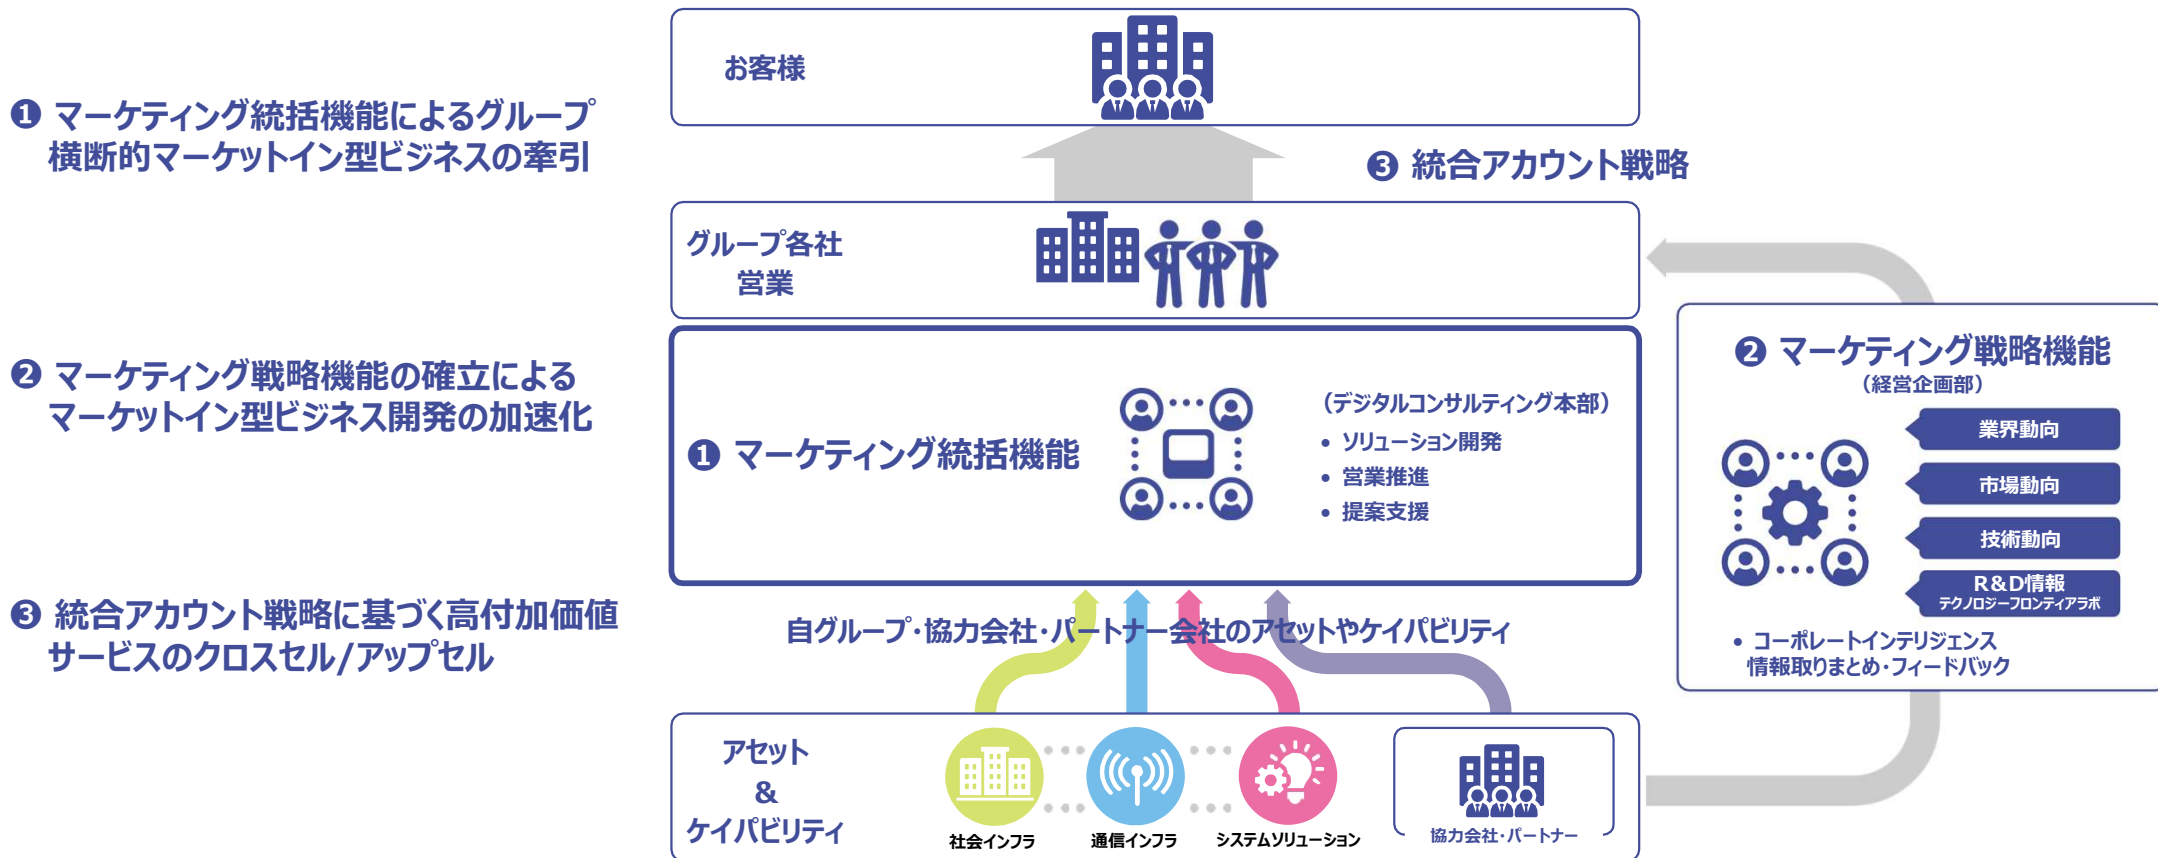 ❶ マーケティング統括機能によるグループ
横断的マーケットイン型ビジネスの牽引
❷ マーケティング戦略機能の確立による
マーケットイン型ビジネス開発の加速化
❸ 統合アカウント戦略に基づく高付加価値
サービスのクロスセル/アップセル
お客様
❸ 統合アカウント戦略
グループ各社
営業
❶ マーケティング統括機能
（デジタルコンサルティング本部）
• ソリューション開発
• 営業推進
• 提案支援
自グループ・協力会社・パートナー会社のアセットやケイパビリティ
アセット
&
ケイパビリティ
社会インフラ
通信インフラ
システムソリューション
協力会社・パートナー
❷ マーケティング戦略機能
（経営企画部）
業界動向
市場動向
技術動向
R&D情報
テクノロジーフロンティアラボ
• コーポレートインテリジェンス
情報取りまとめ・フィードバック